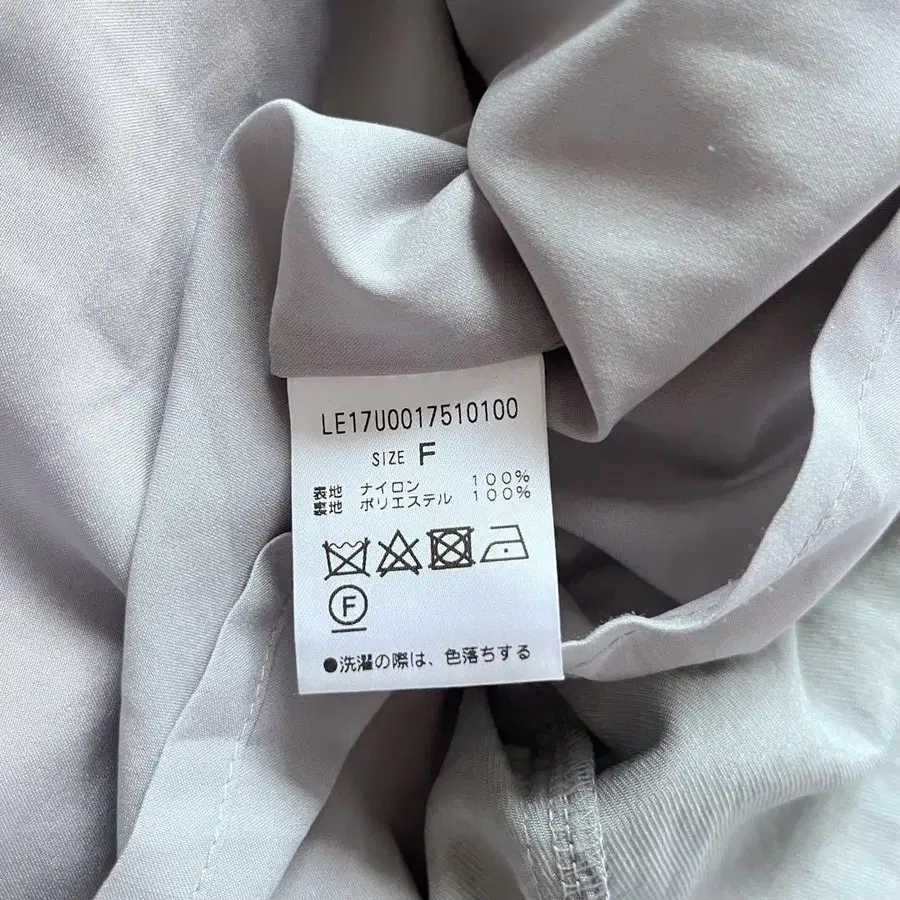 LE17U0017510100
SIZE F
表地 ナイロン 100%
裏地 ポリエステル 100%
F
●洗濯の際は、色落ちする